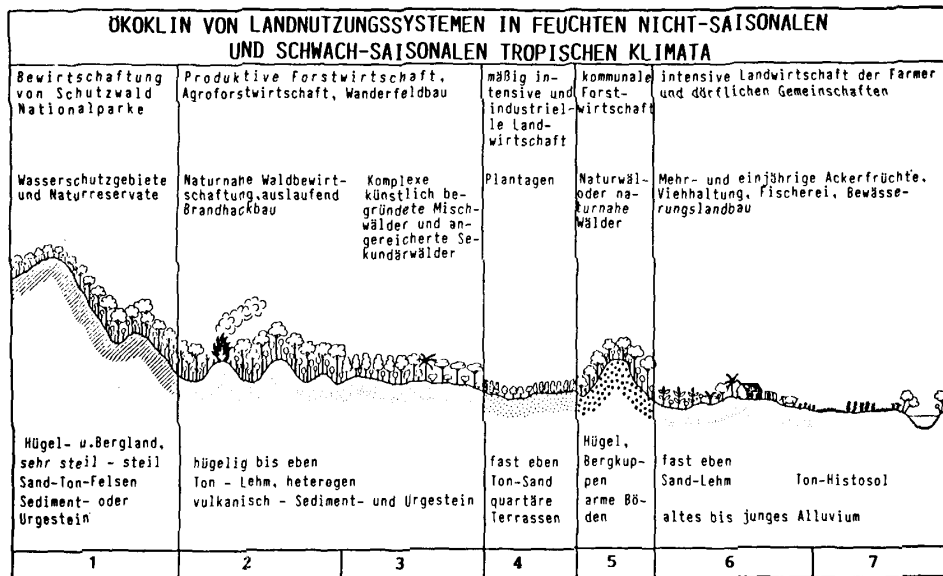 ÖKOKLIN VON LANDNUTZUNGSSYSTEMEN IN FEUCHTEN NICHT-SAISONALEN
UND SCHWACH-SAISONALEN TROPISCHEN KLIMATA
Bewirtschaftung
von Schutzwald
Nationalparke
Produktive Forstwirtschaft,
Agroforstwirtschaft, Wanderfeldbau
mäßig in-
tensive und
industriel-
le Land-
wirtschaft
kommunale
Forst-
wirtschaft
intensive Landwirtschaft der Farmer
und dörflichen Gemeinschaften
Wasserschutzgebiete
und Naturreservate
Naturnahe Waldbewirt-
schaftung,auslaufend
Brandhackbau
Komplexe
künstlich be-
gründete Misch-
wälder und an-
gereicherte Se-
kundärwälder
Plantagen
Naturwäl-
oder na-
turnahe
Wälder
Mehr- und einjährige Ackerfrüchte,
Viehhaltung, Fischerei, Bewässe-
rungslandbau
Hügel- u.Bergland,
sehr steil - steil
Sand-Ton-Felsen
Sediment- oder
Urgestein
hügelig bis eben
Ton - Lehm, heterogen
vulkanisch - Sediment- und Urgestein
fast eben
Ton-Sand
quartäre
Terrassen
Hügel,
Bergkup-
pen
arme Bö-
den
fast eben
Sand-Lehm
Ton-Histosol
altes bis junges Alluvium
1
2
3
4
5
6
7